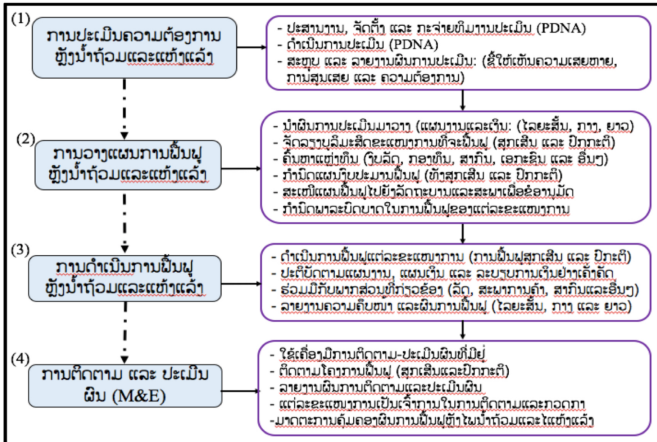 (1)
ການປະເມີນຄວາມຕ້ອງການ
ຫຼັງນ້ຳຖ້ວມແລະແຫ້ງແລ້ງ
- ປະສານງານ, ຈັດຕັ້ງ ແລະ ກະຈ່າຍທິມງານປະເມີນ (PDNA)
- ດຳເນີນການປະເມີນ (PDNA)
- ສະຫຼຸບ ແລະ ລາຍງານຜົນການປະເມີນ: (ຊີ້ໃຫ້ເຫັນຄວາມເສຍຫາຍ,
ການສູນເສຍ ແລະ ຄວາມຕ້ອງການ)
(2)
ການວາງແຜນການຟື້ນຟູ
ຫຼັງນ້ຳຖ້ວມແລະແຫ້ງແລ້ງ
- ນຳຜົນການປະເມີນມາວາງ (ແຜນງານແລະເງິນ: (ໄລຍະສັ້ນ, ກາງ, ຍາວ)
- ຈັດລຽງບູລິມະສິດຂະແໜງການທີ່ຈະຟື້ນຟູ (ສຸກເສີນ ແລະ ປົກກະຕິ)
- ຄົ້ນຫາແຫຼ່ງທຶນ (ງົບລັດ, ກອງທຶນ, ສາກົນ, ເອກະຊົນ ແລະ ອື່ນໆ)
- ກຳນົດແຜນງົບປະມານຟື້ນຟູ (ທັງສຸກເສີນ ແລະ ປົກກະຕິ)
- ສະເໜີແຜນຟື້ນຟູໄປຍັງລັດຖະບານແລະສະພາເພື່ອຂໍອານຸມັດ
- ກຳນົດພາລະບົດບາດໃນການຟື້ນຟູຂອງແຕ່ລະຂະແໜງການ
(3)
ການດຳເນີນການຟື້ນຟູ
ຫຼັງນ້ຳຖ້ວມແລະແຫ້ງແລ້ງ
- ດຳເນີນການຟື້ນຟູແຕ່ລະຂະແໜງການ (ການຟື້ນຟູສຸກເສີນ ແລະ ປົກະຕິ)
- ປະຕິບັດຕາມແຜນງານ, ແຜນເງິນ ແລະ ລະບຽບການເງິນຢ່າງເຄັ່ງຄັດ
- ຮ່ວມມືກັບພາກສ່ວນທີ່ກ່ຽວຂ້ອງ (ລັດ, ສະພາການຄ້າ, ສາກົນແລະອື່ນໆ)
- ລາຍງານຄວາມຄືບໜ້າ ແລະຜົນການຟື້ນຟູ (ໄລຍະສັ້ນ, ກາງ ແລະ ຍາວ)
(4)
ການຕິດຕາມ ແລະ ປະເມີນ
ຜົນ (M&E)
- ໃຊ້ເຄື່ອງມືການຕິດຕາມ-ປະເມີນຜົນທີ່ມີຢູ່
- ຕິດຕາມໂຄງການຟື້ນຟູ (ສຸກເສີນແລະປົກກະຕິ)
- ລາຍງານຜົນການຕິດຕາມແລະປະເມີນຜົນ
- ແຕ່ລະຂະແໜງການເປັນເຈົ້າການໃນການຕິດຕາມແລະກວດກາ
-ມາດຕະການຄຸ້ມຄອງຜົນການຟື້ນຟູຫຼັງໄພນ້ຳຖ້ວມແລະໄພແຫ້ງແລ້ງ